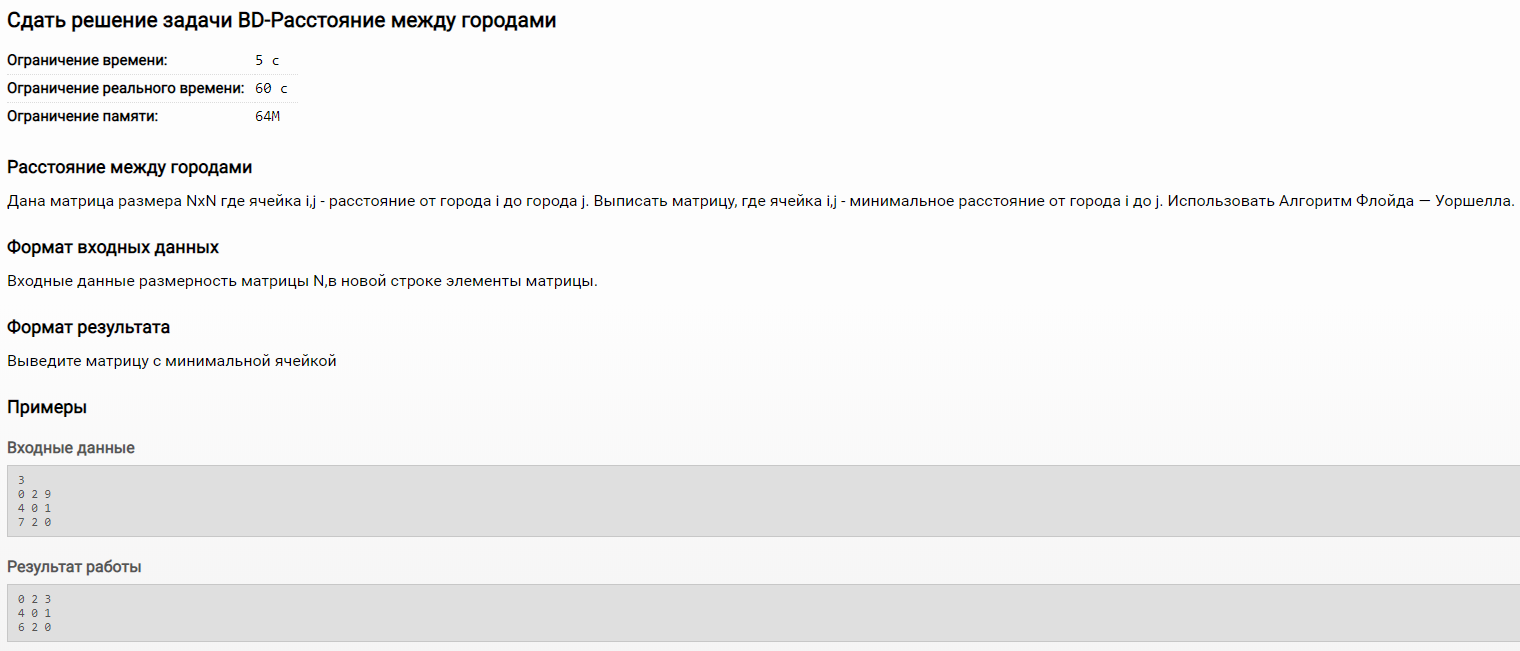 Сдать решение задачи BD-Расстояние между городами
Ограничение времени: 5 с
Ограничение реального времени: 60 с
Ограничение памяти: 64M
Расстояние между городами
Дана матрица размера NxN где ячейка i,j - расстояние от города i до города j. Выписать матрицу, где ячейка i,j - минимальное расстояние от города i до j. Использовать Алгоритм Флойда — Уоршелла.
Формат входных данных
Входные данные размерность матрицы N,в новой строке элементы матрицы.
Формат результата
Выведите матрицу с минимальной ячейкой
Примеры
Входные данные
3
0 2 9
4 0 1
7 2 0
Результат работы
0 2 3
4 0 1
6 2 0